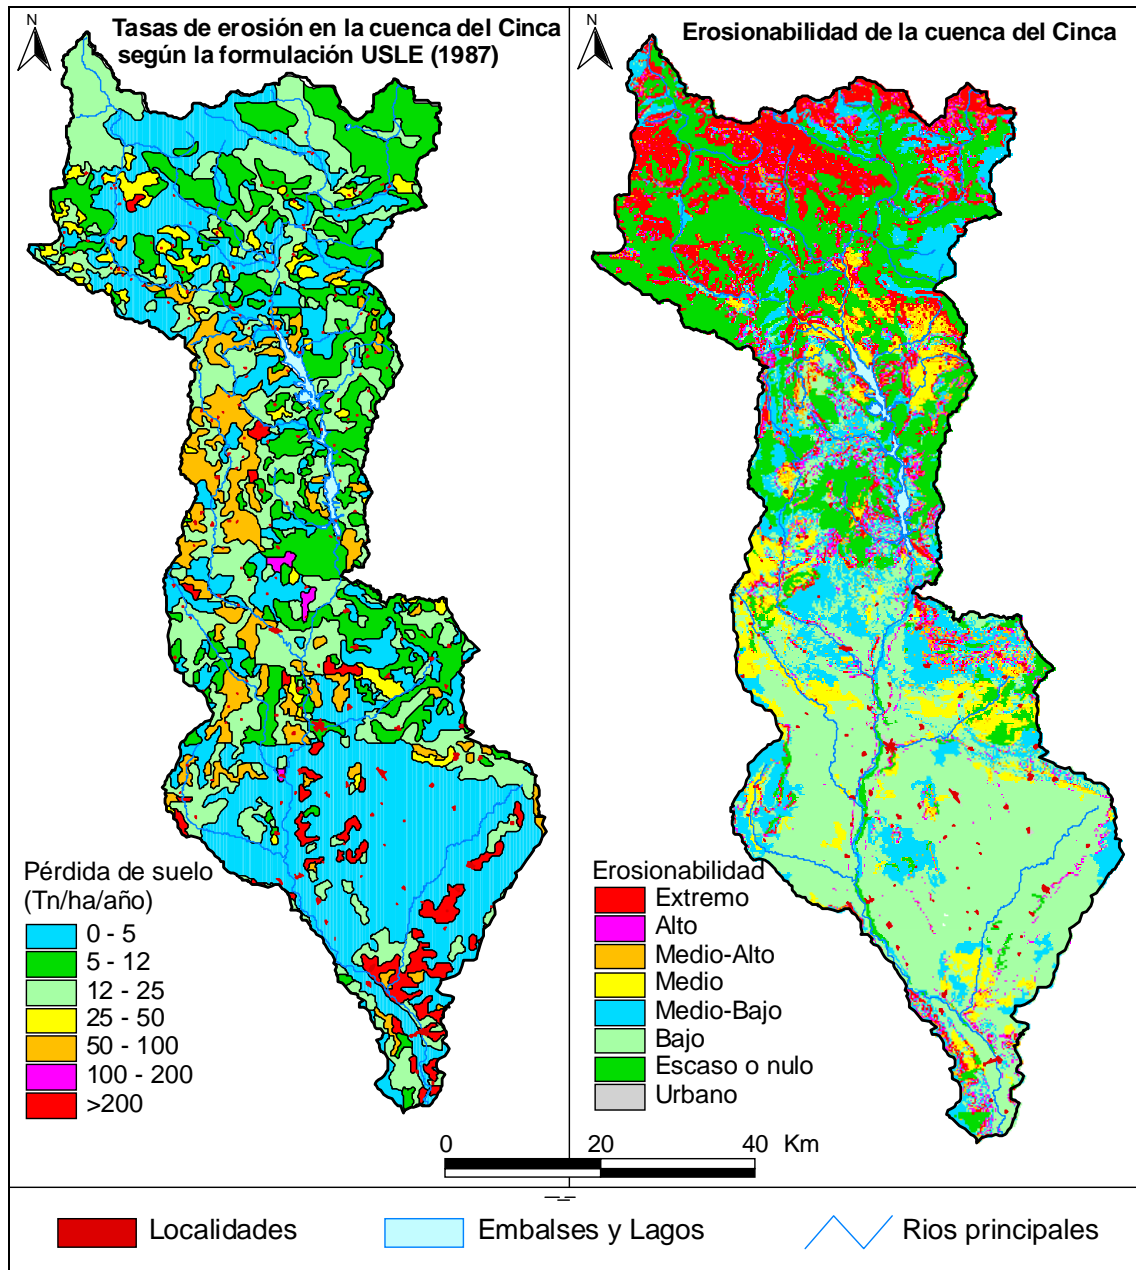 N
Tasas de erosión en la cuenca del Cinca
según la formulación USLE (1987)
N
Erosionabilidad de la cuenca del Cinca
Pérdida de suelo
(Tn/ha/año)
0 - 5
5 - 12
12 - 25
25 - 50
50 - 100
100 - 200
>200
Erosionabilidad
Extremo
Alto
Medio-Alto
Medio
Medio-Bajo
Bajo
Escaso o nulo
Urbano
0 20 40 Km
Localidades
Embalses y Lagos
Rios principales